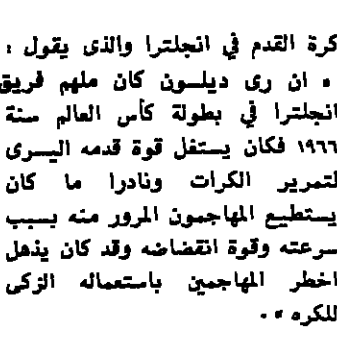 كرة القدم في انجلترا والذى يقول :
« ان رى ديلسون كان ملهم فريق
انجلترا في بطولة كأس العالم سنة
١٩٦٦ فكان يستغل قوة قدمه اليسرى
لتمرير الكرات ونادرا ما كان
يستطيع المهاجمون المرور منه بسبب
سرعته وقوة انقضاضه وقد كان يذهل
اخطر المهاجمين باستعماله الزكى
للكره » .